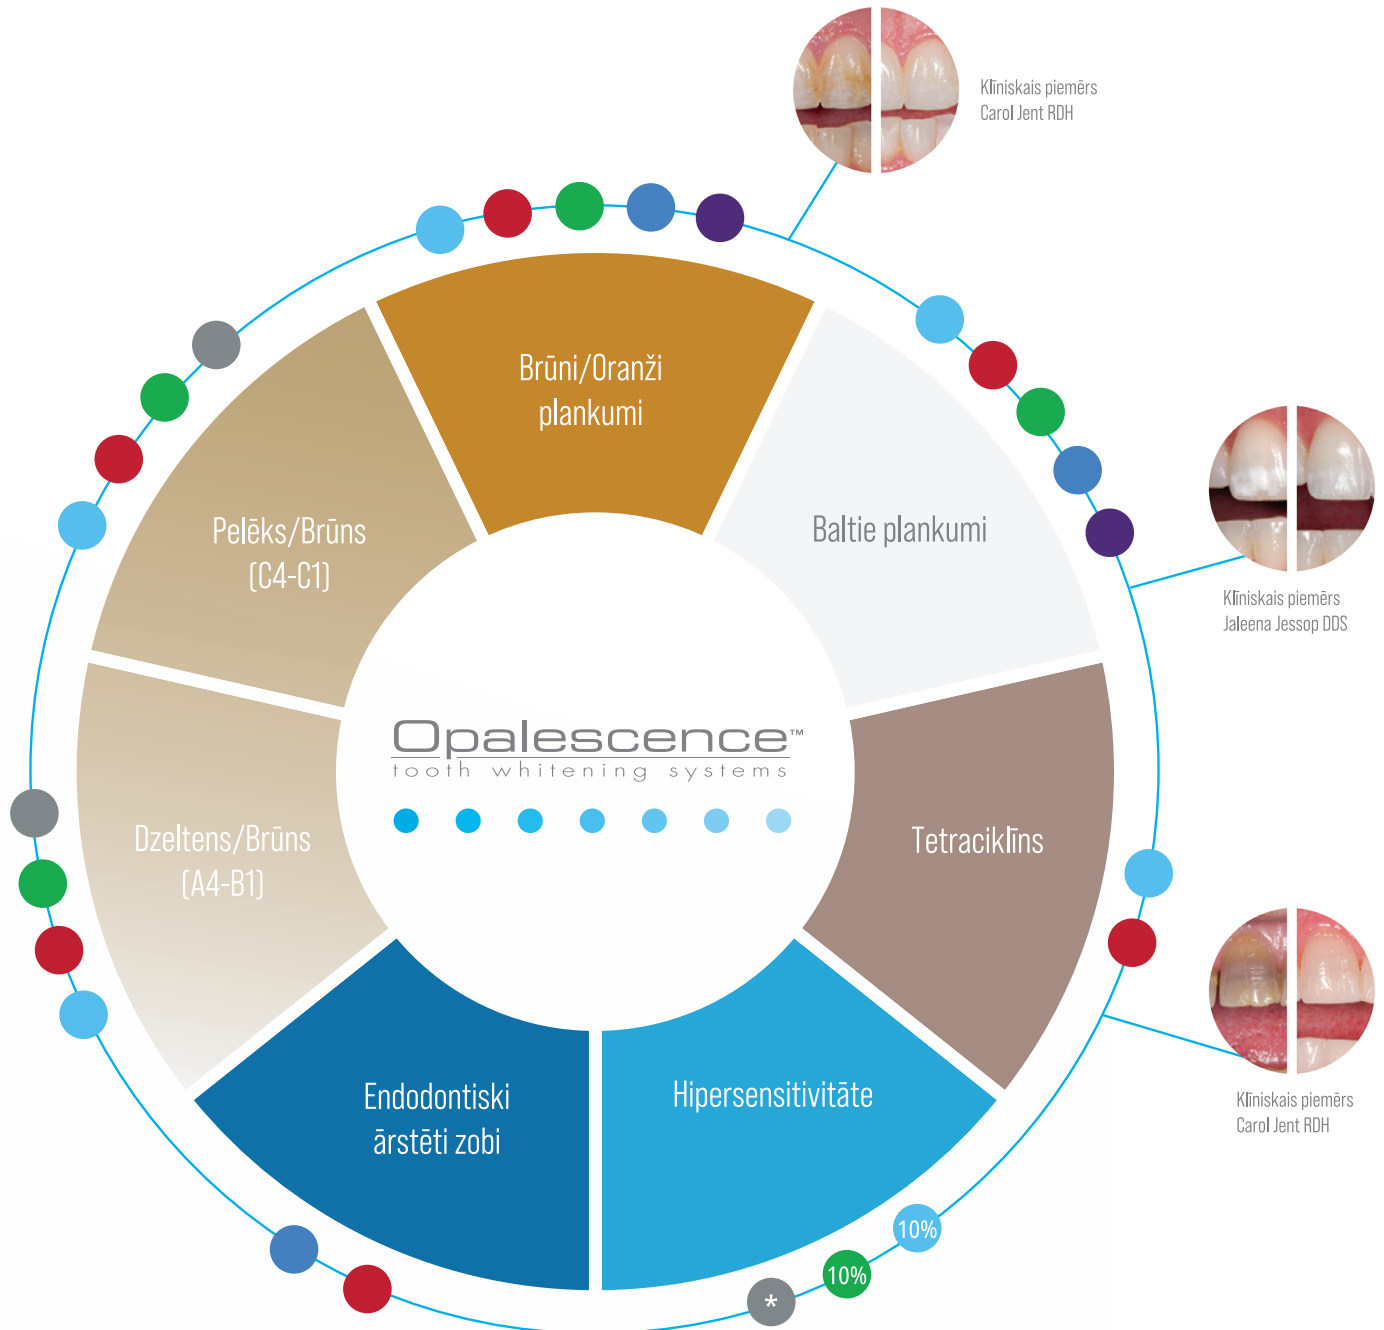 Klīniskais piemērs
Carol Jent RDH
Brūni/Oranži
plankumi
Pelēks/Brūns
(C4-C1)
Baltie plankumi
Klīniskais piemērs
Jaleena Jessop DDS
Opalescence™
tooth whitening systems
Dzeltens/Brūns
(A4-B1)
Tetraciklīns
Endodontiski
ārstēti zobi
Hipersensitivitāte
Klīniskais piemērs
Carol Jent RDH
10%
10%
*